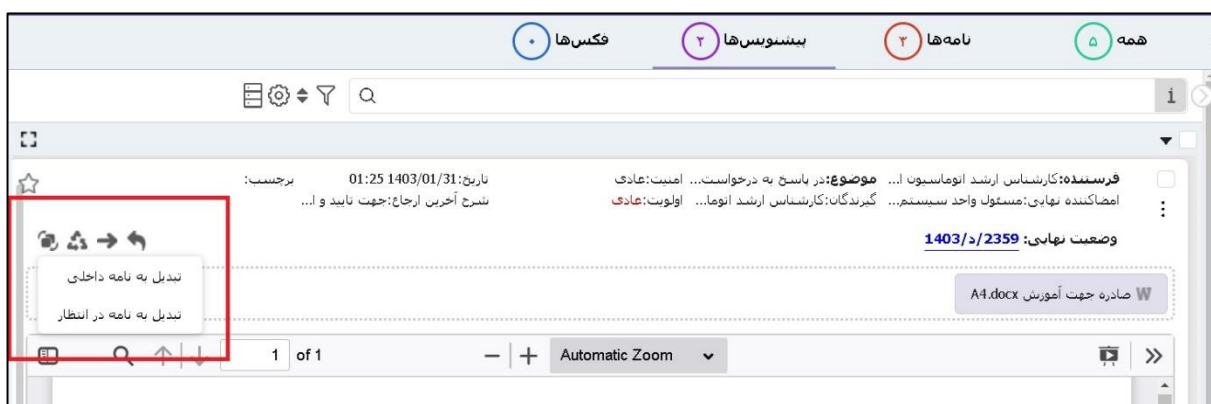 همه ۵ نامه‌ها ۳ پیشنویس‌ها ۲ فکس‌ها ۰
i
فرستنده:کارشناس ارشد اتوماسیون ا... موضوع:در پاسخ به درخواست... امنیت:عادی تاریخ:1403/01/31 01:25 برچسب:
امضاکننده نهایی:مسئول واحد سیستم... گیرندگان:کارشناس ارشد اتوما... اولویت:عادی شرح آخرین ارجاع:جهت تایید و ا...
وضعیت نهایی: 1403/د/2359
تبدیل به نامه داخلی
صادره جهت آموزش A4.docx
تبدیل به نامه در انتظار
1 of 1 Automatic Zoom